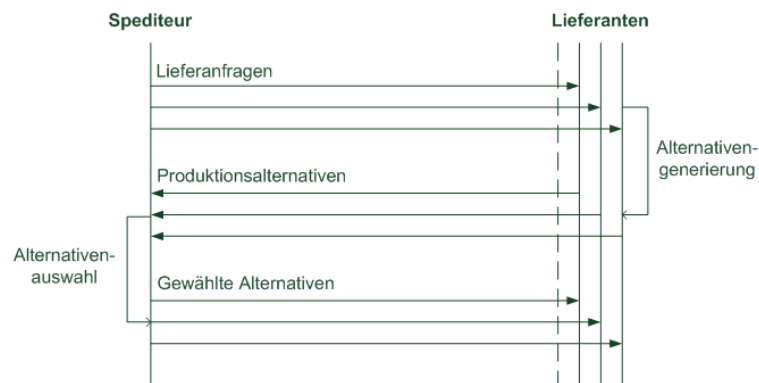 Spediteur
Lieferanten
Lieferanfragen
Alternativen-
generierung
Produktionsalternativen
Alternativen-
auswahl
Gewählte Alternativen